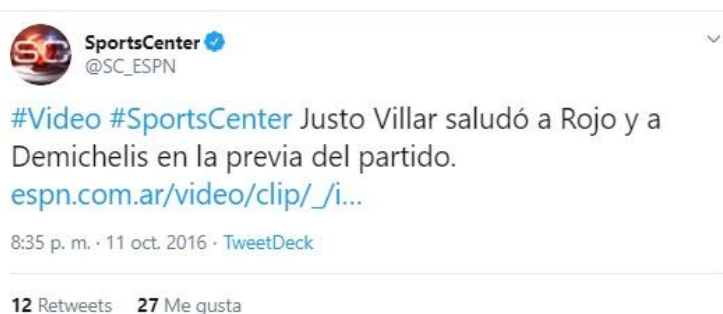 SC
SportsCenter
@SC_ESPN
#Video #SportsCenter Justo Villar saludó a Rojo y a
Demichelis en la previa del partido.
espn.com.ar/video/clip/_/i...
8:35 p. m. · 11 oct. 2016 · TweetDeck
12 Retweets 27 Me gusta